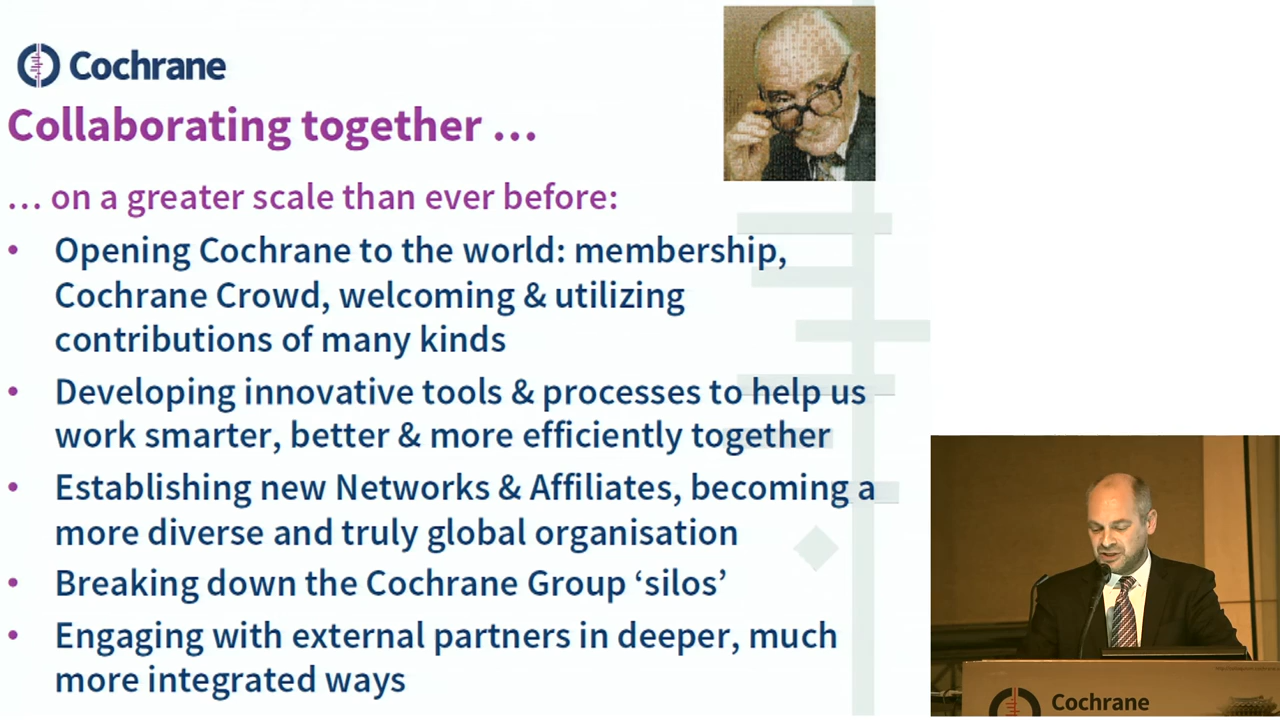 Cochrane
Collaborating together ...
... on a greater scale than ever before:
• Opening Cochrane to the world: membership,
Cochrane Crowd, welcoming & utilizing
contributions of many kinds
• Developing innovative tools & processes to help us
work smarter, better & more efficiently together
• Establishing new Networks & Affiliates, becoming a
more diverse and truly global organisation
• Breaking down the Cochrane Group ‘silos’
• Engaging with external partners in deeper, much
more integrated ways
Cochrane